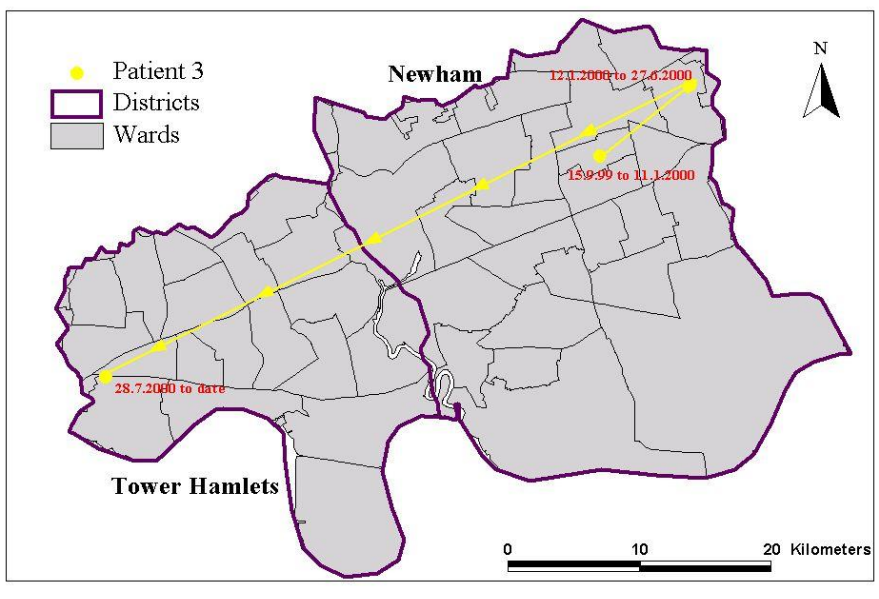 Patient 3
Districts
Wards
Newham
N
12.1.2000 to 27.6.2000
15.9.99 to 11.1.2000
28.7.2000 to date
Tower Hamlets
0 10 20 Kilometers